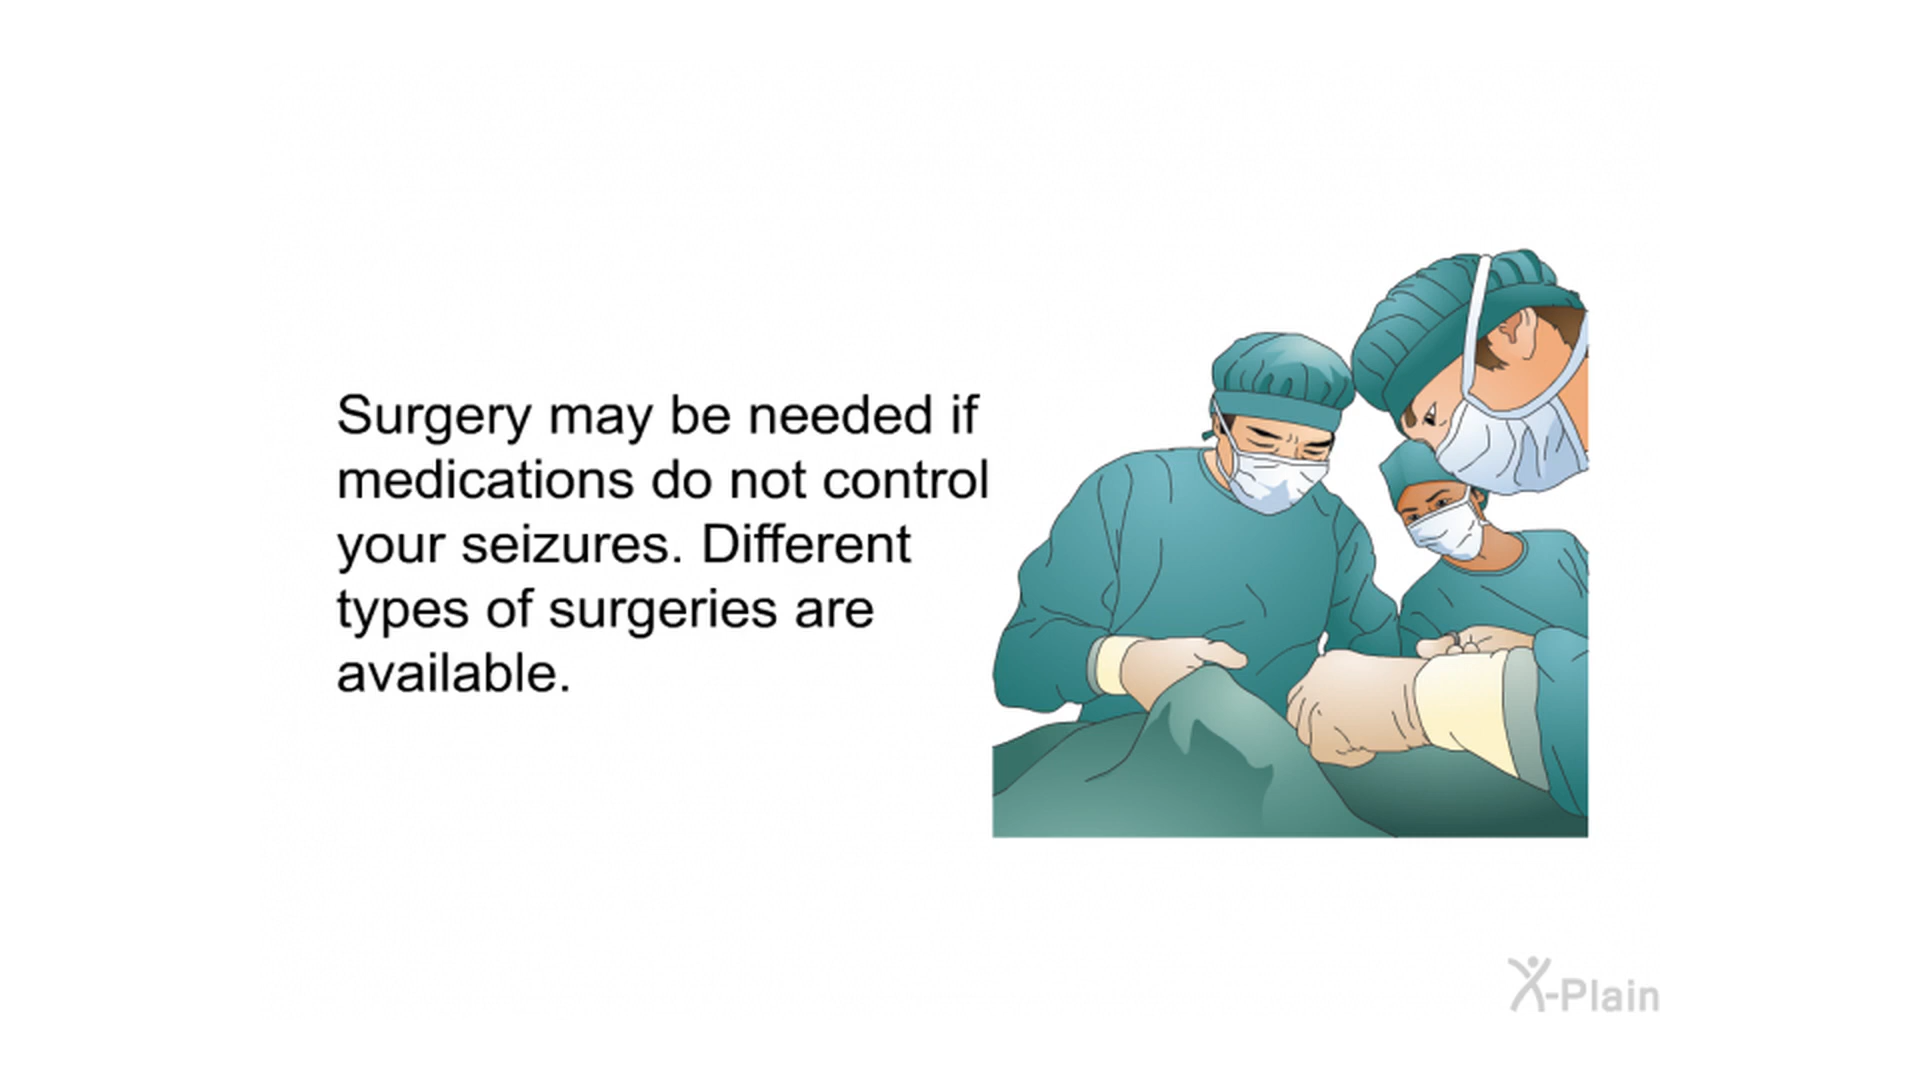 Surgery may be needed if
medications do not control
your seizures. Different
types of surgeries are
available.
X-Plain